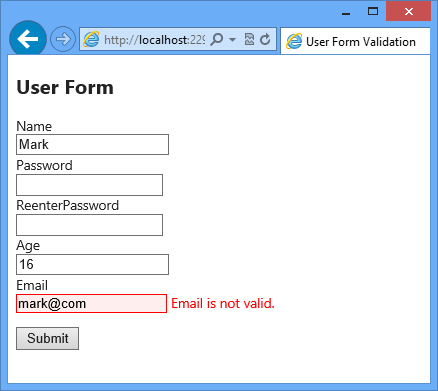 http://localhost:229
User Form Validation
User Form
Name
Mark
Password
ReenterPassword
Age
16
Email
mark@com Email is not valid.
Submit